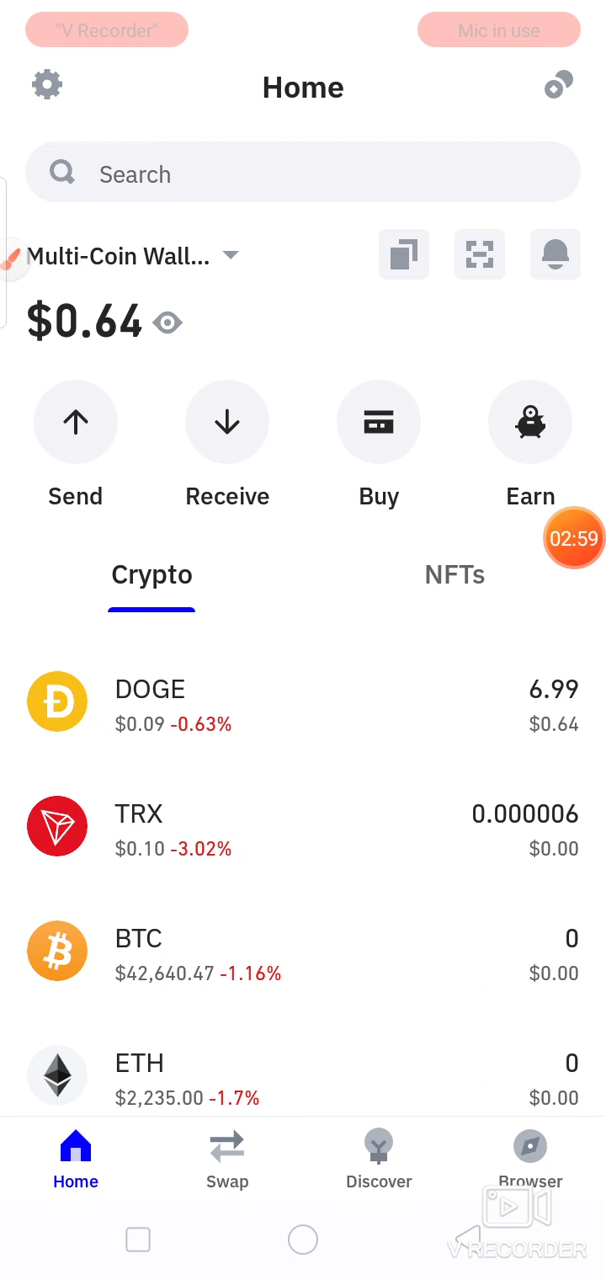 "V Recorder"
Mic in use
Home
Search
Multi-Coin Wall...
$0.64
Send
Receive
Buy
Earn
02:59
Crypto
NFTs
DOGE
6.99
$0.09 -0.63%
$0.64
TRX
0.000006
$0.10 -3.02%
$0.00
BTC
0
$42,640.47 -1.16%
$0.00
ETH
0
$2,235.00 -1.7%
$0.00
Home
Swap
Discover
Browser
V RECORDER